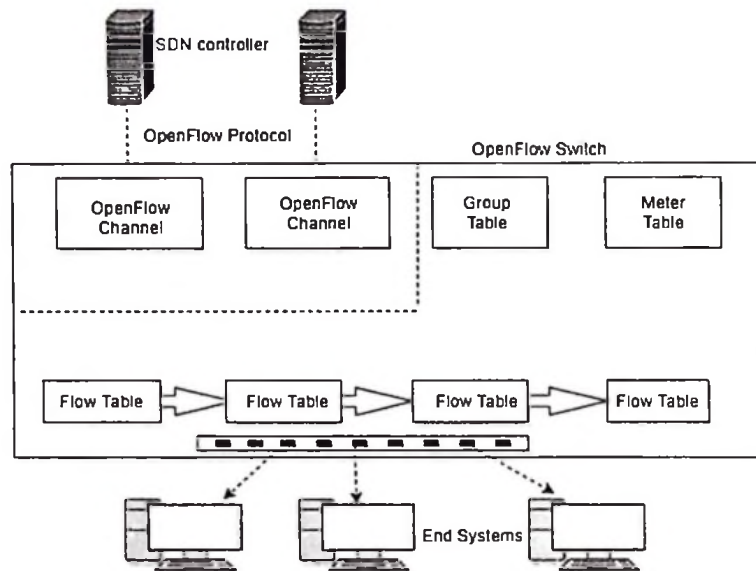 SDN controller
OpenFlow Protocol
OpenFlow Switch
OpenFlow
Channel
OpenFlow
Channel
Group
Table
Meter
Table
Flow Table
Flow Table
Flow Table
Flow Table
End Systems